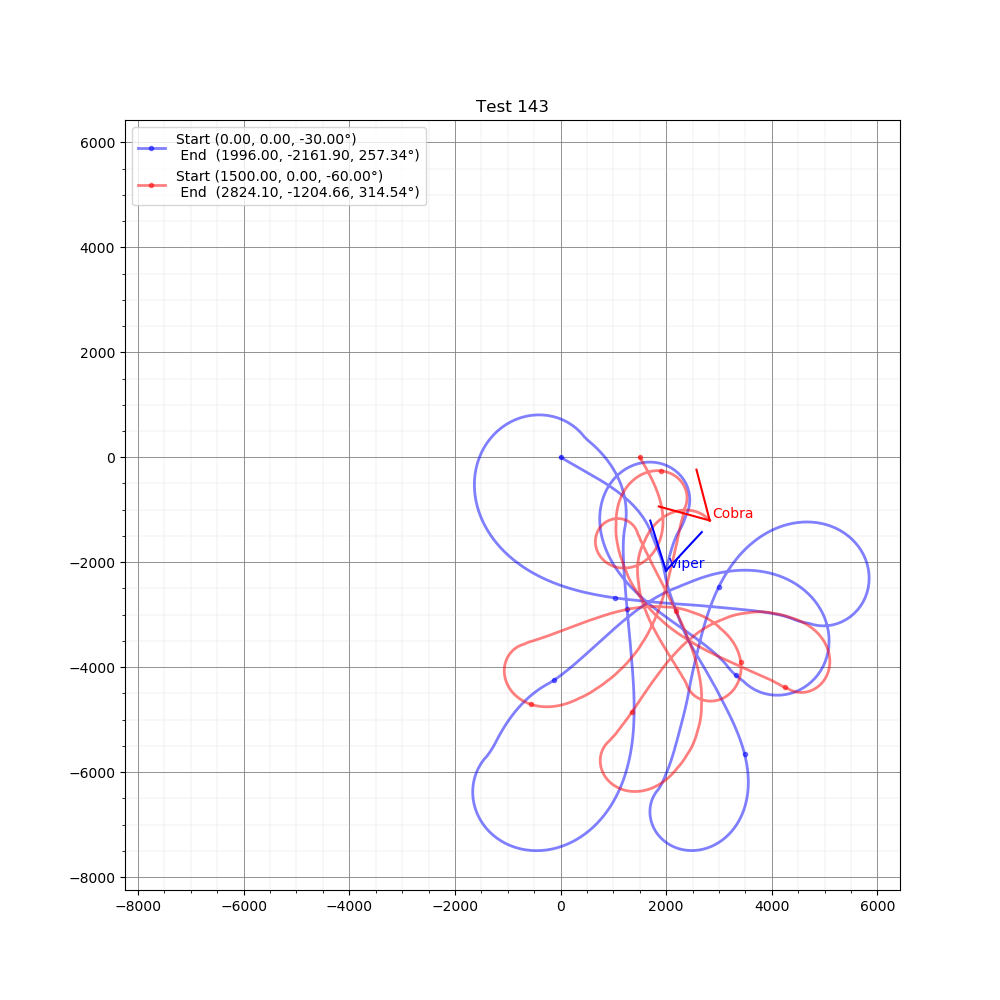 Test 143
Start (0.00, 0.00, -30.00°)
End  (1996.00, -2161.90, 257.34°)
Start (1500.00, 0.00, -60.00°)
End  (2824.10, -1204.66, 314.54°)
6000
4000
2000
0
−2000
−4000
−6000
−8000
Cobra
Viper
−8000 −6000 −4000 −2000 0 2000 4000 6000